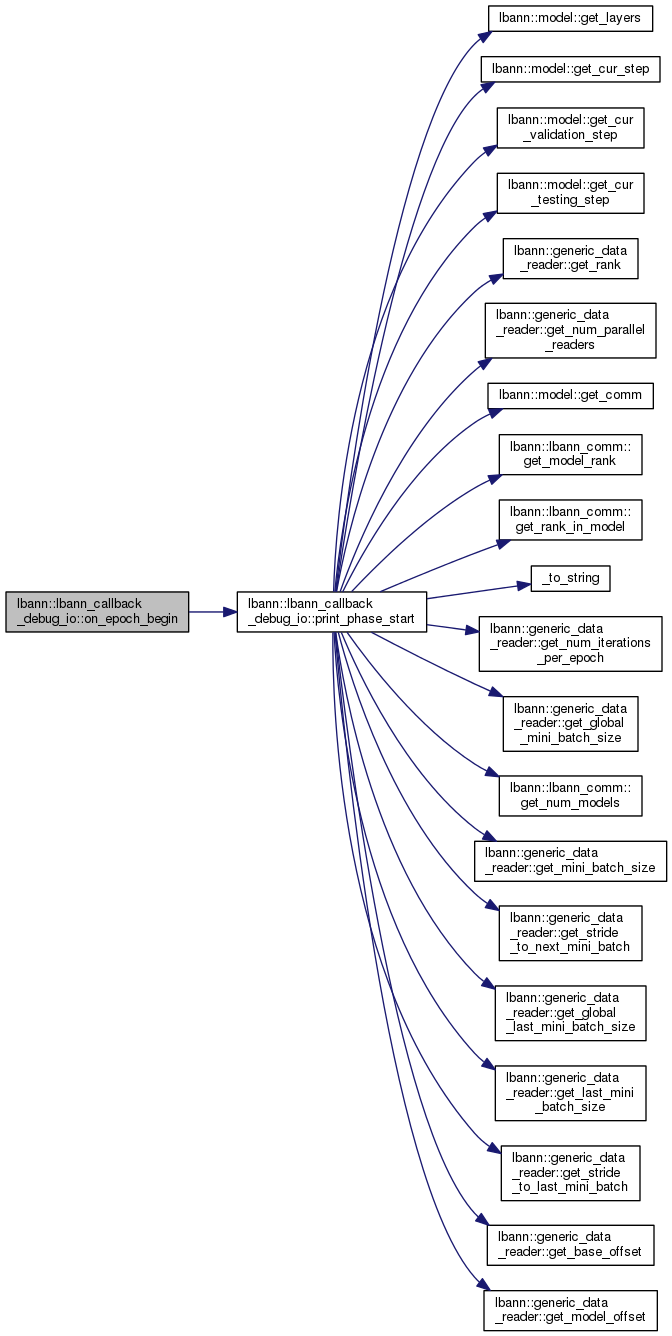 lbann::model::get_layers
lbann::model::get_cur_step
lbann::model::get_cur
_validation_step
lbann::model::get_cur
_testing_step
lbann::generic_data
_reader::get_rank
lbann::generic_data
_reader::get_num_parallel
_readers
lbann::model::get_comm
lbann::lbann_comm::
get_model_rank
lbann::lbann_comm::
get_rank_in_model
_to_string
lbann::lbann_callback
_debug_io::on_epoch_begin
lbann::lbann_callback
_debug_io::print_phase_start
lbann::generic_data
_reader::get_num_iterations
_per_epoch
lbann::generic_data
_reader::get_global
_mini_batch_size
lbann::lbann_comm::
get_num_models
lbann::generic_data
_reader::get_mini_batch_size
lbann::generic_data
_reader::get_stride
_to_next_mini_batch
lbann::generic_data
_reader::get_global
_last_mini_batch_size
lbann::generic_data
_reader::get_last_mini
_batch_size
lbann::generic_data
_reader::get_stride
_to_last_mini_batch
lbann::generic_data
_reader::get_base_offset
lbann::generic_data
_reader::get_model_offset